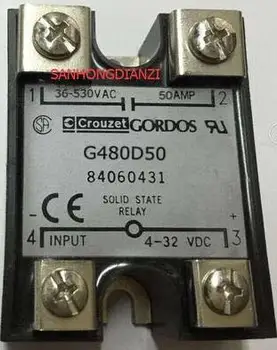 SANHONGDIANZI
36-530VAC 50AMP
1 2
Crouzet GORDOS
G480D50
84060431
SOLID STATE
RELAY
CE
4 INPUT 4-32 VDC 3